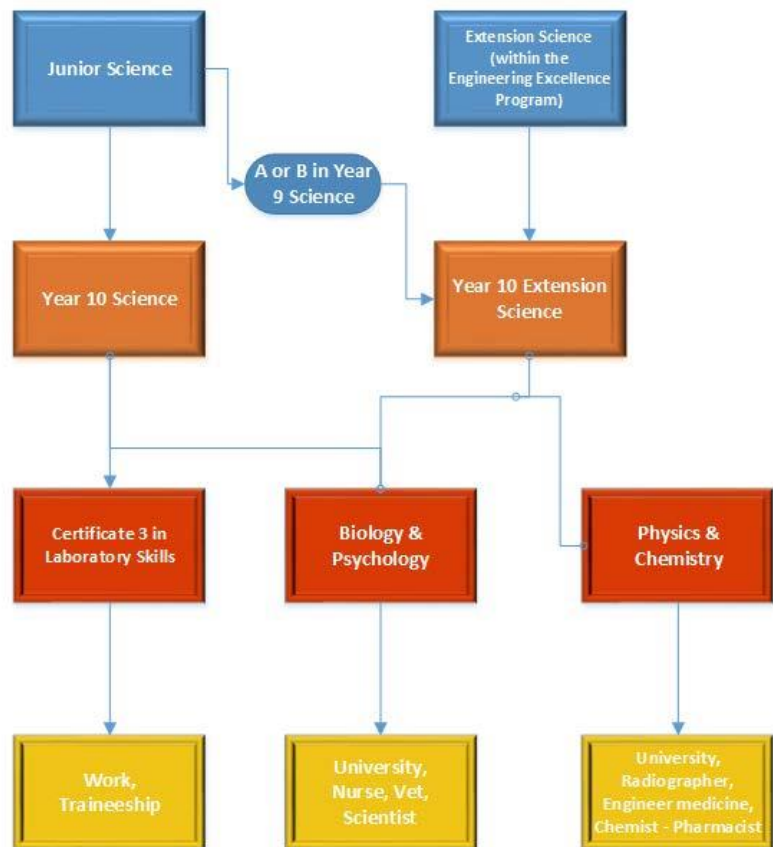 Junior Science
Extension Science
(within the
Engineering Excellence
Program)
A or B in Year
9 Science
Year 10 Science
Year 10 Extension
Science
Certificate 3 in
Laboratory Skills
Biology &
Psychology
Physics &
Chemistry
Work,
Traineeship
University,
Nurse, Vet,
Scientist
University,
Radiographer,
Engineer medicine,
Chemist - Pharmacist